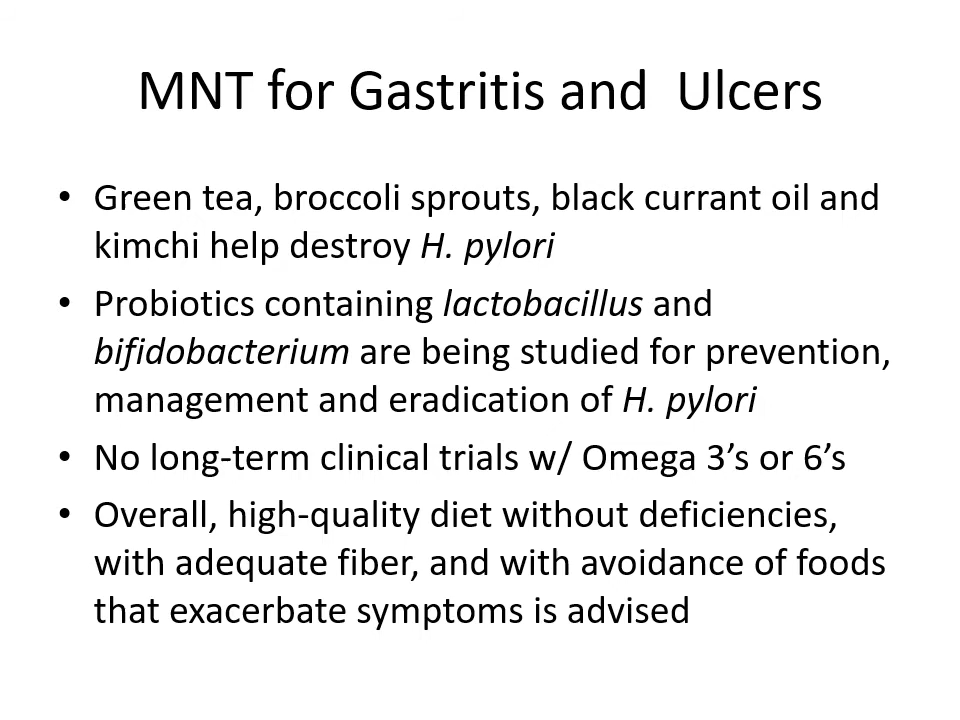 MNT for Gastritis and  Ulcers
• Green tea, broccoli sprouts, black currant oil and
kimchi help destroy H. pylori
• Probiotics containing lactobacillus and
bifidobacterium are being studied for prevention,
management and eradication of H. pylori
• No long-term clinical trials w/ Omega 3’s or 6’s
• Overall, high-quality diet without deficiencies,
with adequate fiber, and with avoidance of foods
that exacerbate symptoms is advised